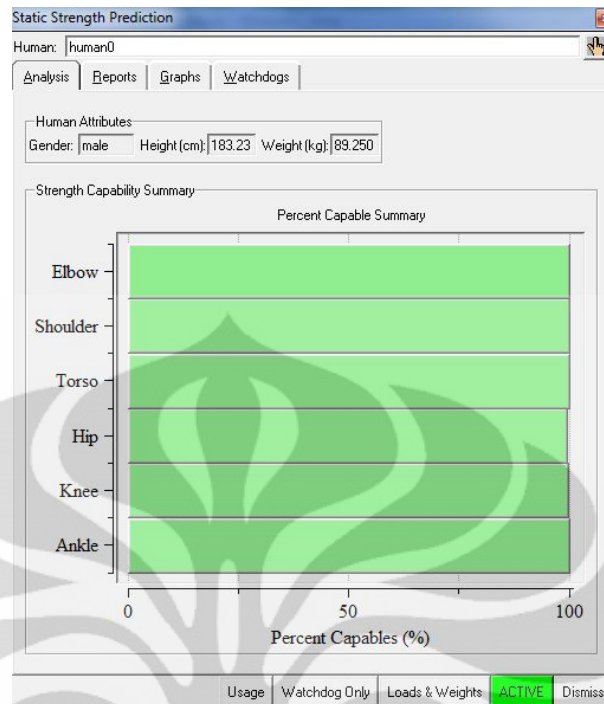 Static Strength Prediction
Human: human0
Analysis Reports Graphs Watchdogs
Human Attributes
Gender: male Height (cm): 183.23 Weight (kg): 89.250
Strength Capability Summary
Percent Capable Summary
Elbow
Shoulder
Torso
Hip
Knee
Ankle
0 50 100
Percent Capables (%)
Usage Watchdog Only Loads & Weights ACTIVE Dismiss